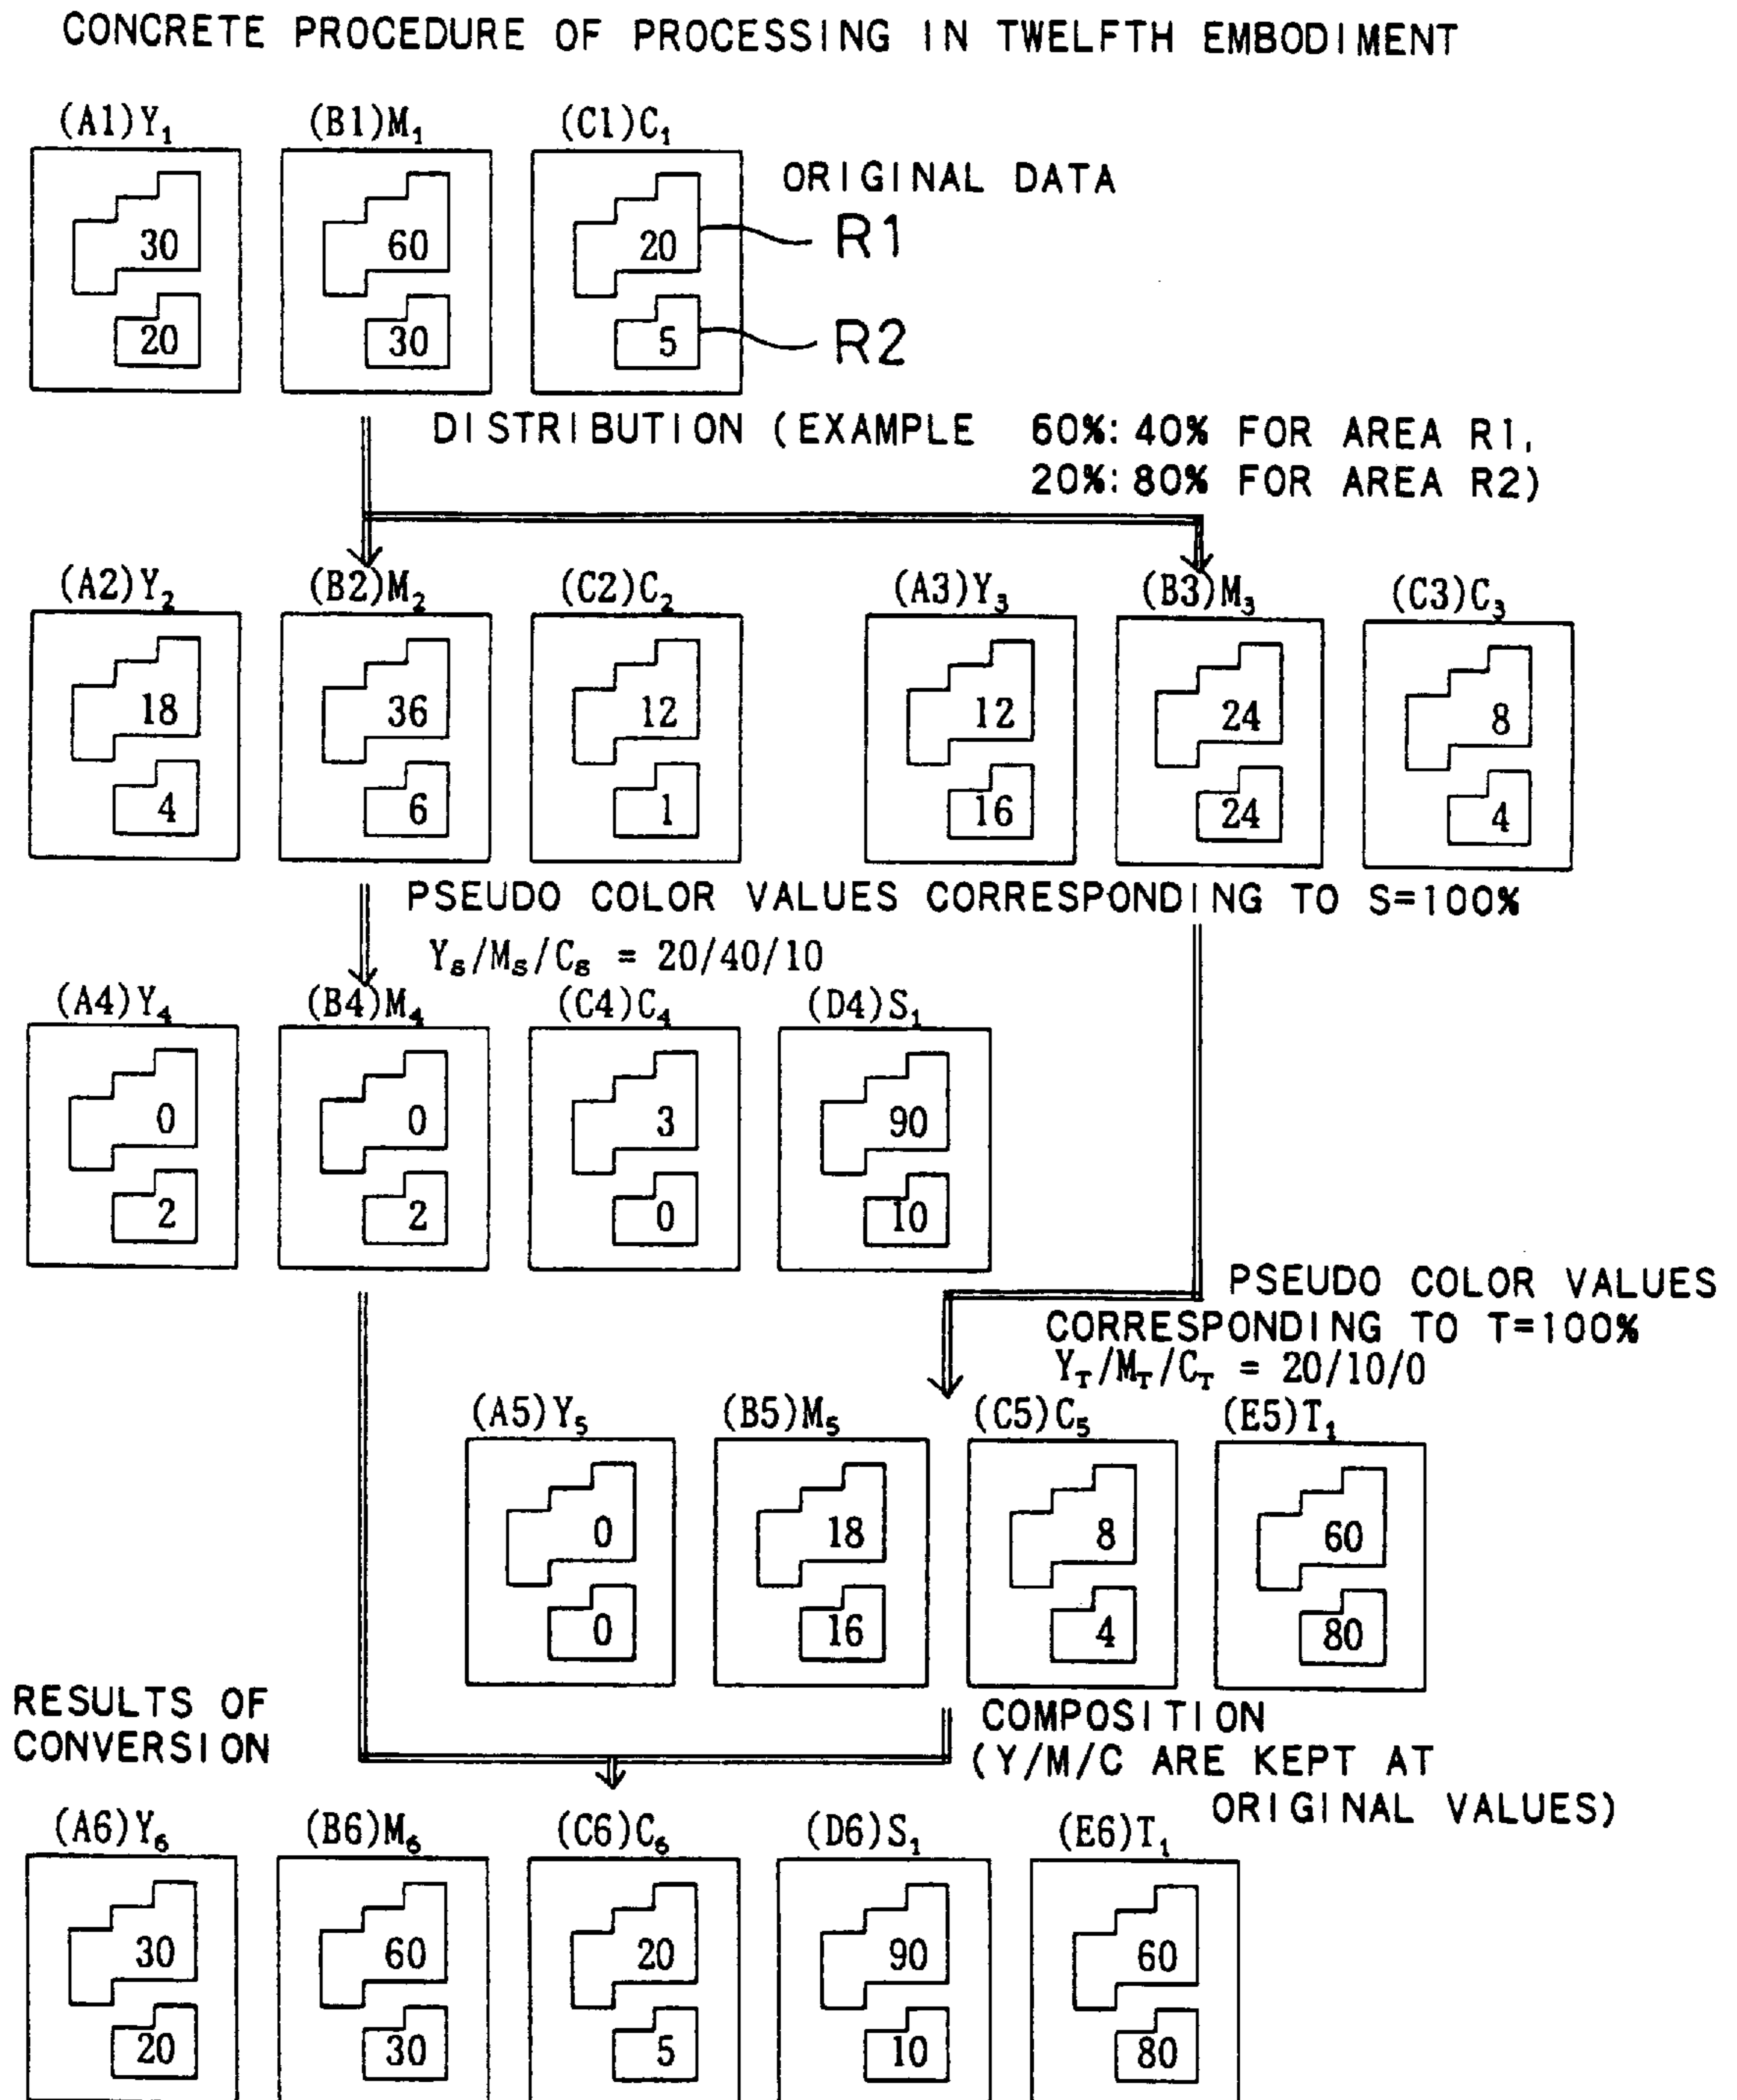 CONCRETE PROCEDURE OF PROCESSING IN TWELFTH EMBODIMENT
(A1)Y₁ (B1)M₁ (C1)C₁
ORIGINAL DATA
30 60 20 R1
20 30 5 R2
DISTRIBUTION (EXAMPLE 60%:40% FOR AREA R1,
20%:80% FOR AREA R2)
(A2)Y₂ (B2)M₂ (C2)C₂ (A3)Y₃ (B3)M₃ (C3)C₃
18 36 12 12 24 8
4 6 1 16 24 4
PSEUDO COLOR VALUES CORRESPONDING TO S=100%
Yₛ/Mₛ/Cₛ = 20/40/10
(A4)Y₄ (B4)M₄ (C4)C₄ (D4)S₁
0 0 3 90
2 2 0 10
PSEUDO COLOR VALUES
CORRESPONDING TO T=100%
Y_T/M_T/C_T = 20/10/0
(A5)Y₅ (B5)M₅ (C5)C₅ (E5)T₁
0 18 8 60
0 16 4 80
RESULTS OF
CONVERSION
COMPOSITION
(Y/M/C ARE KEPT AT
ORIGINAL VALUES)
(A6)Y₆ (B6)M₆ (C6)C₆ (D6)S₁ (E6)T₁
30 60 20 90 60
20 30 5 10 80